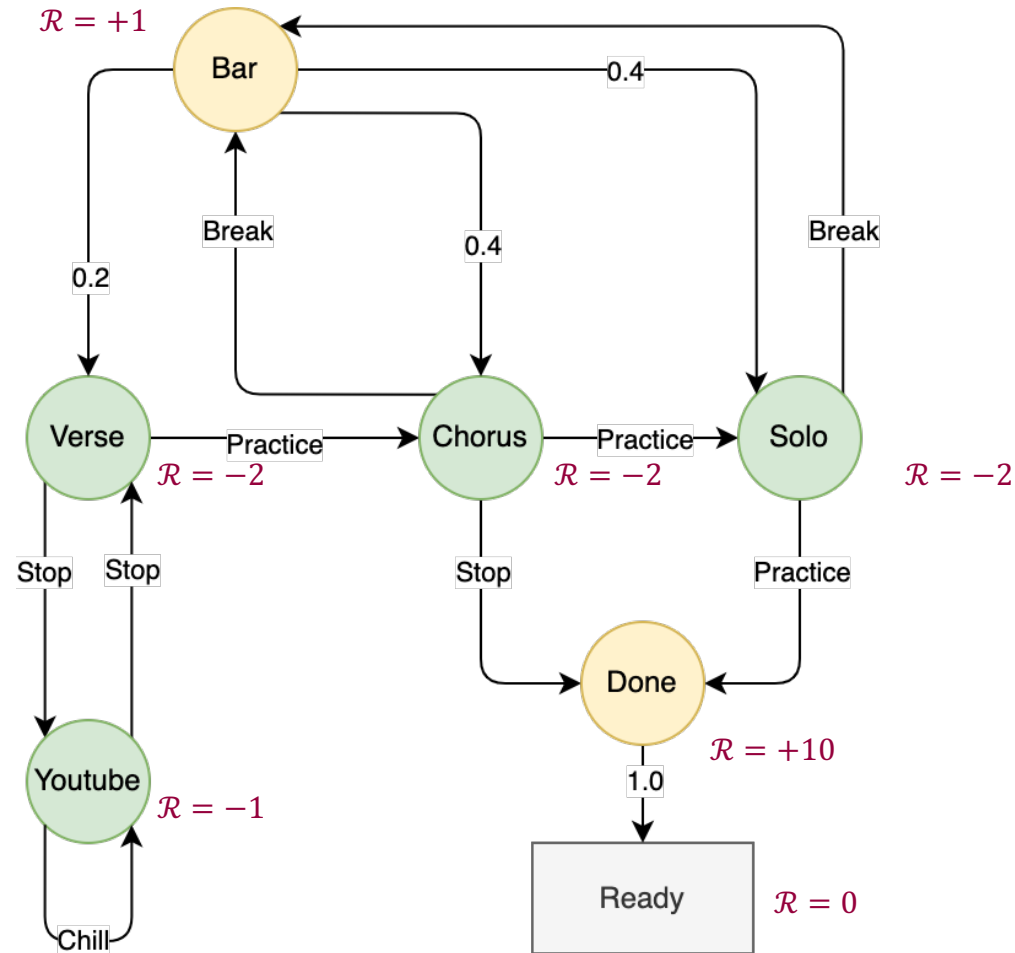 ℛ = +1
Bar
0.4
Break
0.4
Break
0.2
Verse
Practice
Chorus
Practice
Solo
ℛ = −2
ℛ = −2
ℛ = −2
Stop
Stop
Stop
Practice
Done
ℛ = +10
Youtube
ℛ = −1
1.0
Ready
ℛ = 0
Chill